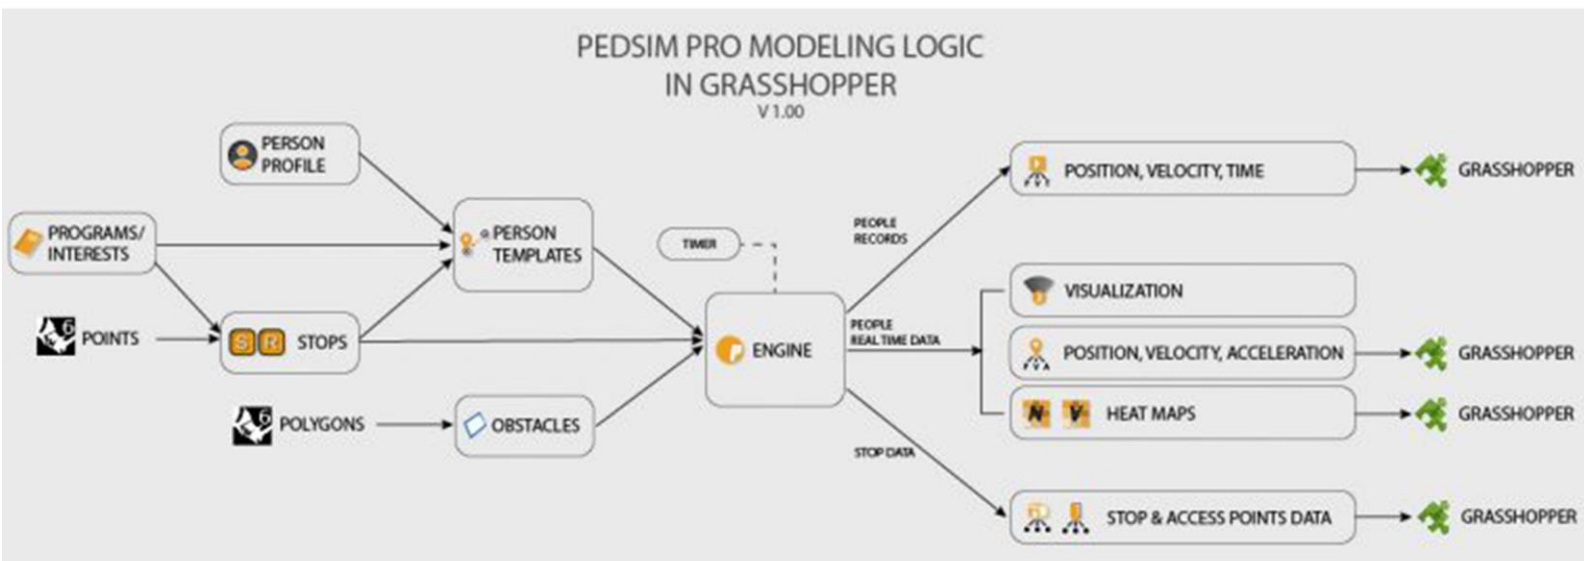 PEDSIM PRO MODELING LOGIC
IN GRASSHOPPER
V 1.00
PERSON
PROFILE
PROGRAMS/
INTERESTS
PERSON
TEMPLATES
6 POINTS
S R STOPS
6 POLYGONS
OBSTACLES
TIMER
ENGINE
PEOPLE
RECORDS
PEOPLE
REAL TIME DATA
STOP DATA
P V T
POSITION, VELOCITY, TIME
GRASSHOPPER
VISUALIZATION
P V A
POSITION, VELOCITY, ACCELERATION
GRASSHOPPER
N V HEAT MAPS
GRASSHOPPER
STOP & ACCESS POINTS DATA
GRASSHOPPER